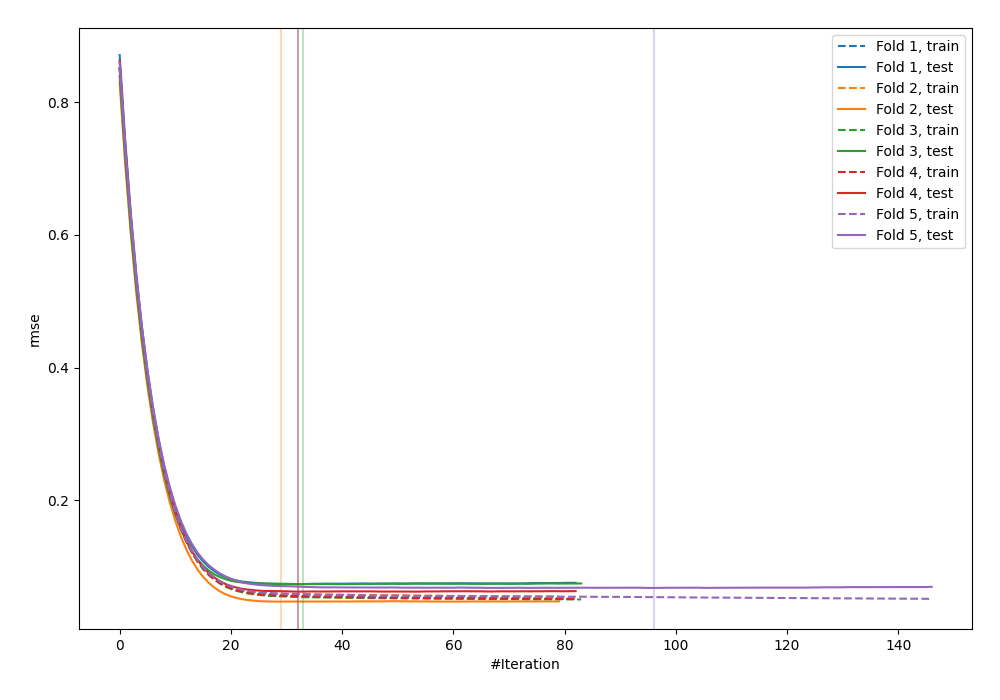 rmse
0.8
0.6
0.4
0.2
0
20
40
60
80
100
120
140
#Iteration
Fold 1, train
Fold 1, test
Fold 2, train
Fold 2, test
Fold 3, train
Fold 3, test
Fold 4, train
Fold 4, test
Fold 5, train
Fold 5, test